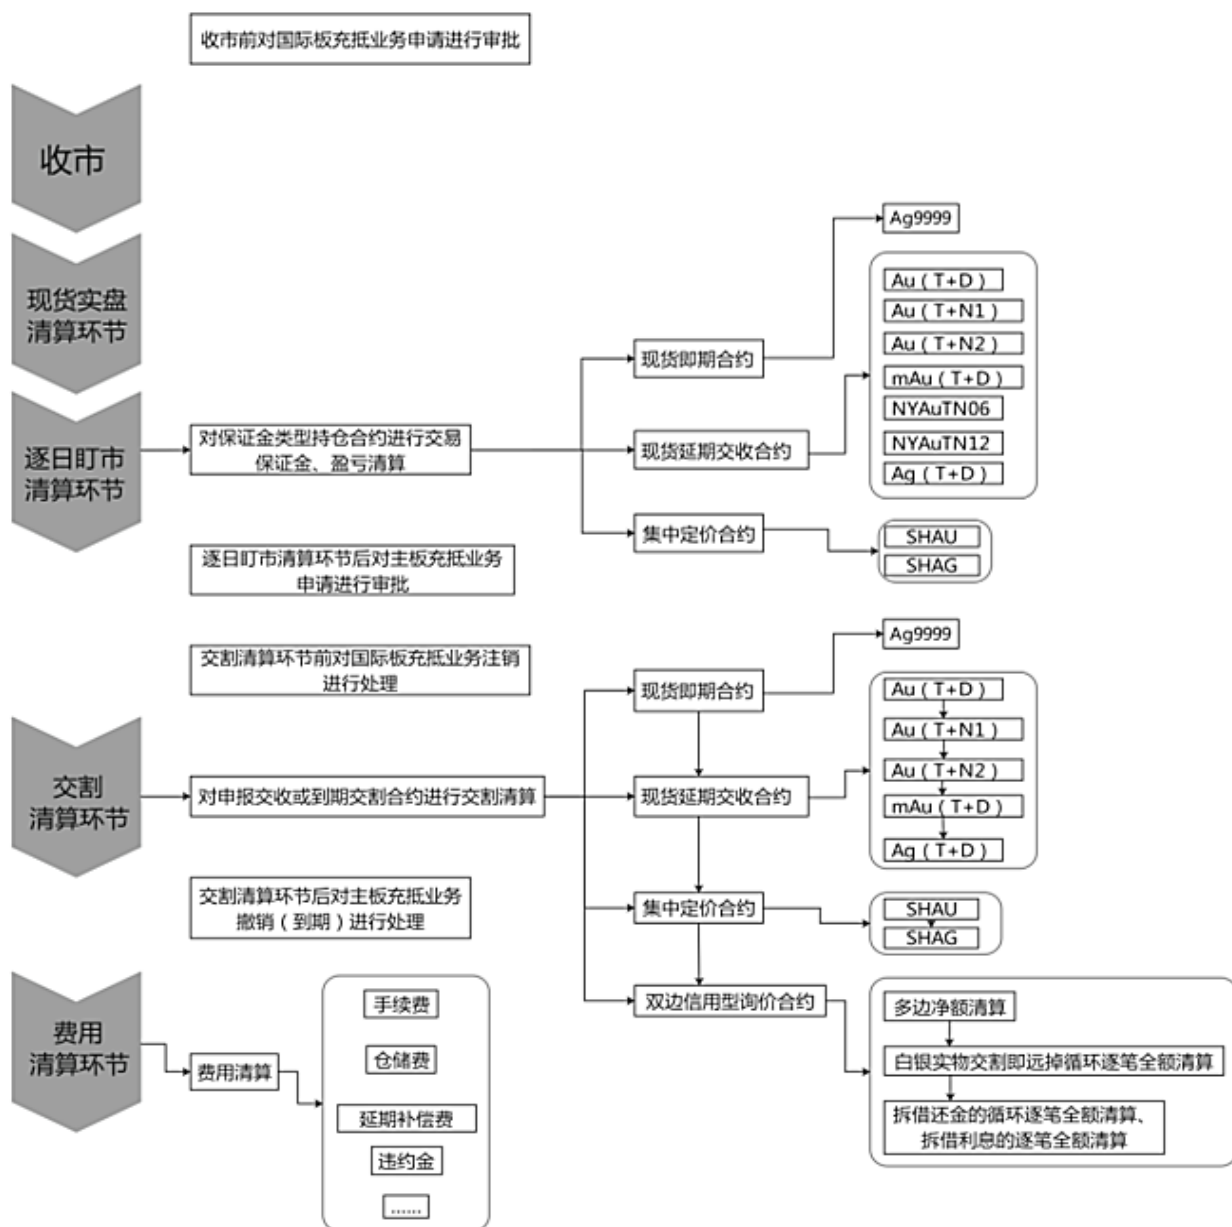 收市前对国际板充抵业务申请进行审批
收市
现货实盘
清算环节
逐日盯市
清算环节
对保证金类型持仓合约进行交易
保证金、盈亏清算
现货即期合约
Ag9999
现货延期交收合约
Au（T+D）
Au（T+N1）
Au（T+N2）
mAu（T+D）
NYAuTN06
NYAuTN12
Ag（T+D）
集中定价合约
SHAU
SHAG
逐日盯市清算环节后对主板充抵业务
申请进行审批
交割清算环节前对国际板充抵业务注销
进行处理
交割
清算环节
对申报交收或到期交割合约进行交割清算
现货即期合约
Ag9999
现货延期交收合约
Au（T+D）
Au（T+N1）
Au（T+N2）
mAu（T+D）
Ag（T+D）
集中定价合约
SHAU
SHAG
双边信用型询价合约
多边净额清算
白银实物交割即远掉循环逐笔全额清算
拆借还金的循环逐笔全额清算、
拆借利息的逐笔全额清算
交割清算环节后对主板充抵业务
撤销（到期）进行处理
费用
清算环节
费用清算
手续费
仓储费
延期补偿费
违约金
......